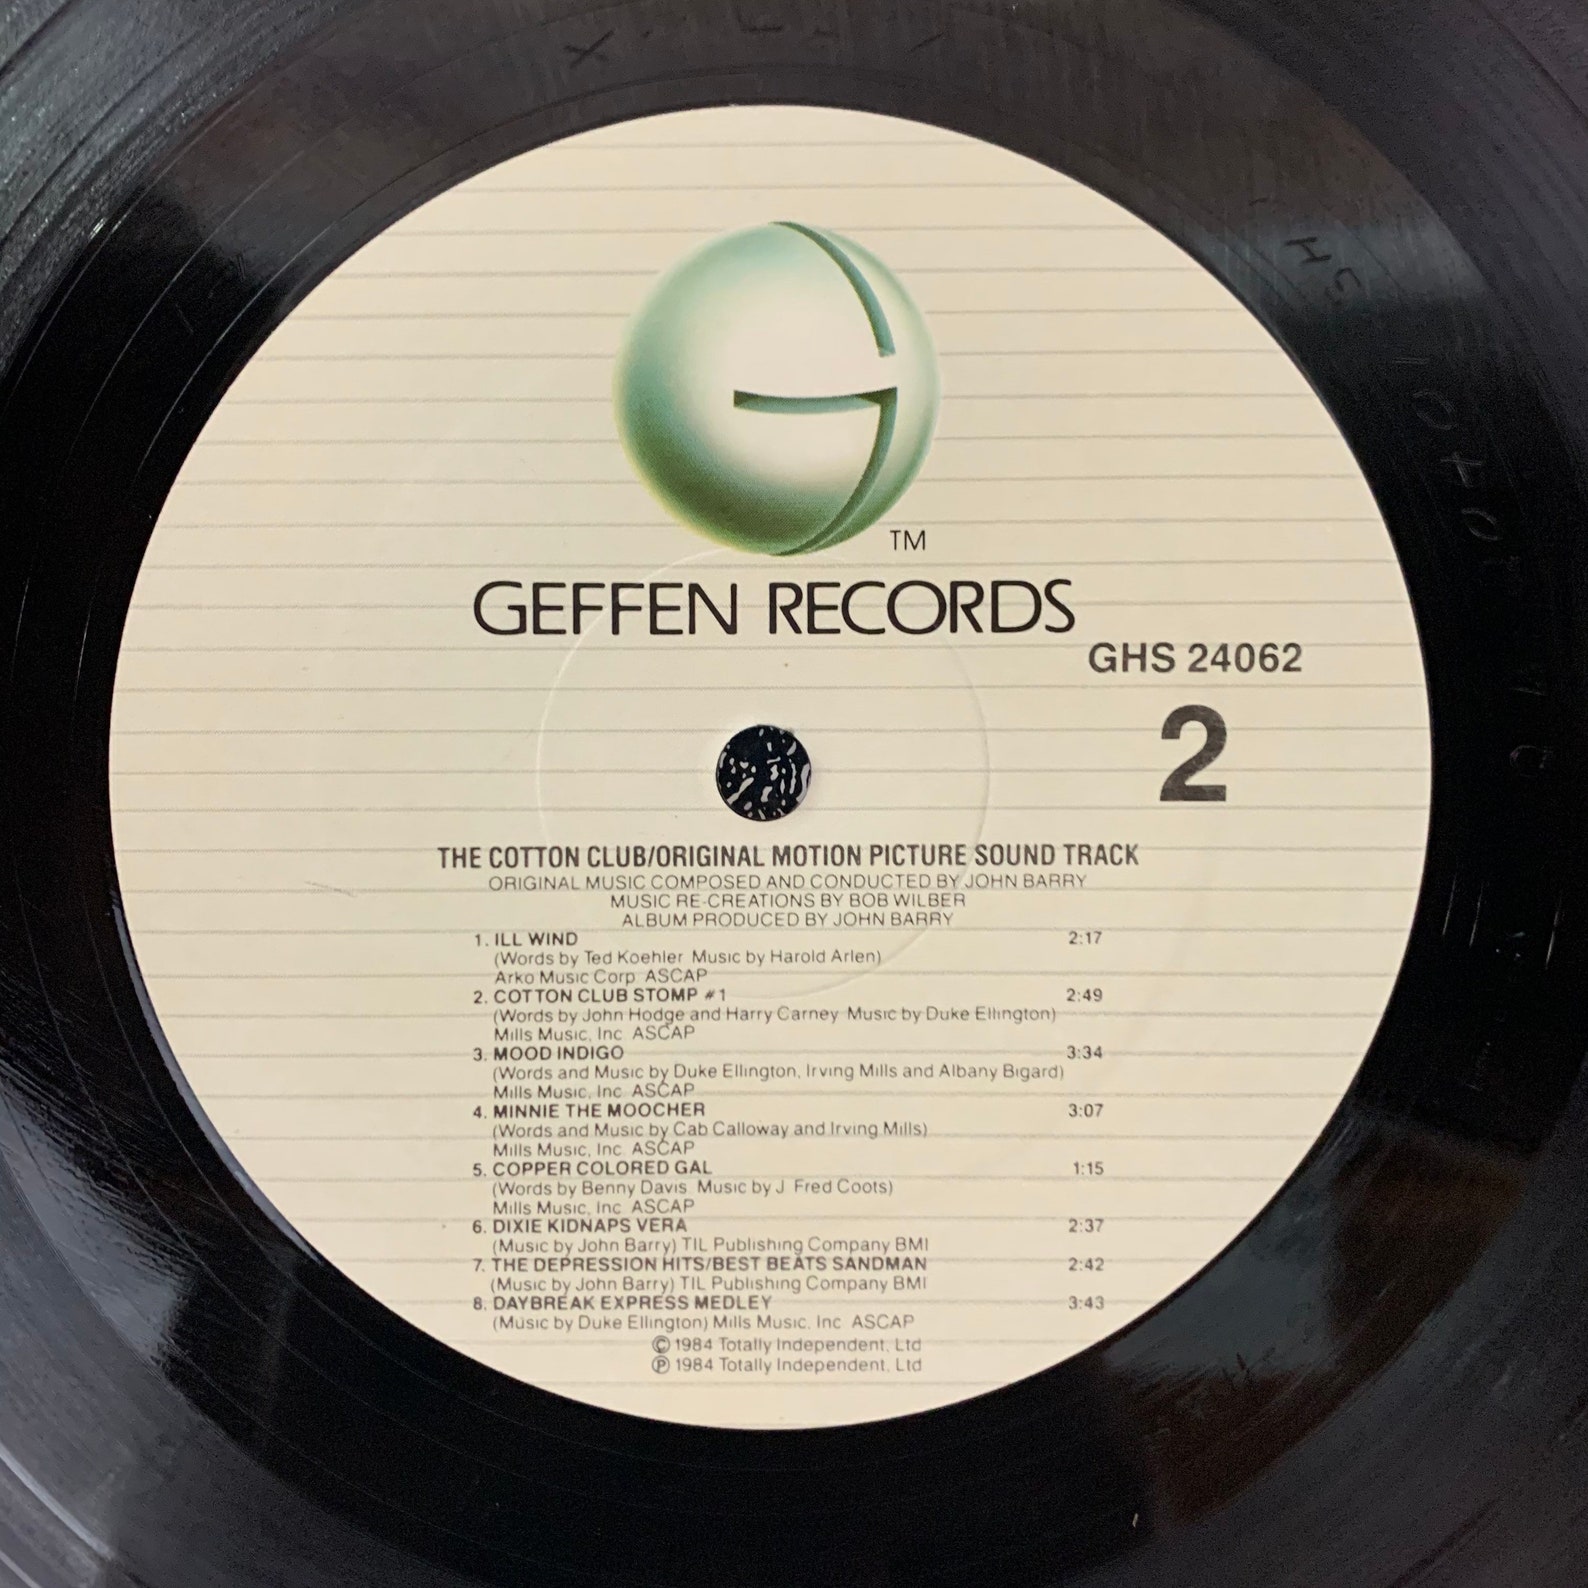 TM
GEFFEN RECORDS
GHS 24062
2
THE COTTON CLUB/ORIGINAL MOTION PICTURE SOUND TRACK
ORIGINAL MUSIC COMPOSED AND CONDUCTED BY JOHN BARRY
MUSIC RE-CREATIONS BY BOB WILBER
ALBUM PRODUCED BY JOHN BARRY
1. ILL WIND 2:17
(Words by Ted Koehler Music by Harold Arlen)
Arko Music Corp ASCAP
2. COTTON CLUB STOMP #1 2:49
(Words by John Hodge and Harry Carney Music by Duke Ellington)
Mills Music, Inc ASCAP
3. MOOD INDIGO 3:34
(Words and Music by Duke Ellington, Irving Mills and Albany Bigard)
Mills Music, Inc ASCAP
4. MINNIE THE MOOCHER 3:07
(Words and Music by Cab Calloway and Irving Mills)
Mills Music, Inc ASCAP
5. COPPER COLORED GAL 1:15
(Words by Benny Davis Music by J Fred Coots)
Mills Music, Inc ASCAP
6. DIXIE KIDNAPS VERA 2:37
(Music by John Barry) TIL Publishing Company BMI
7. THE DEPRESSION HITS/BEST BEATS SANDMAN 2:42
(Music by John Barry) TIL Publishing Company BMI
8. DAYBREAK EXPRESS MEDLEY 3:43
(Music by Duke Ellington) Mills Music, Inc ASCAP
© 1984 Totally Independent, Ltd
℗ 1984 Totally Independent, Ltd